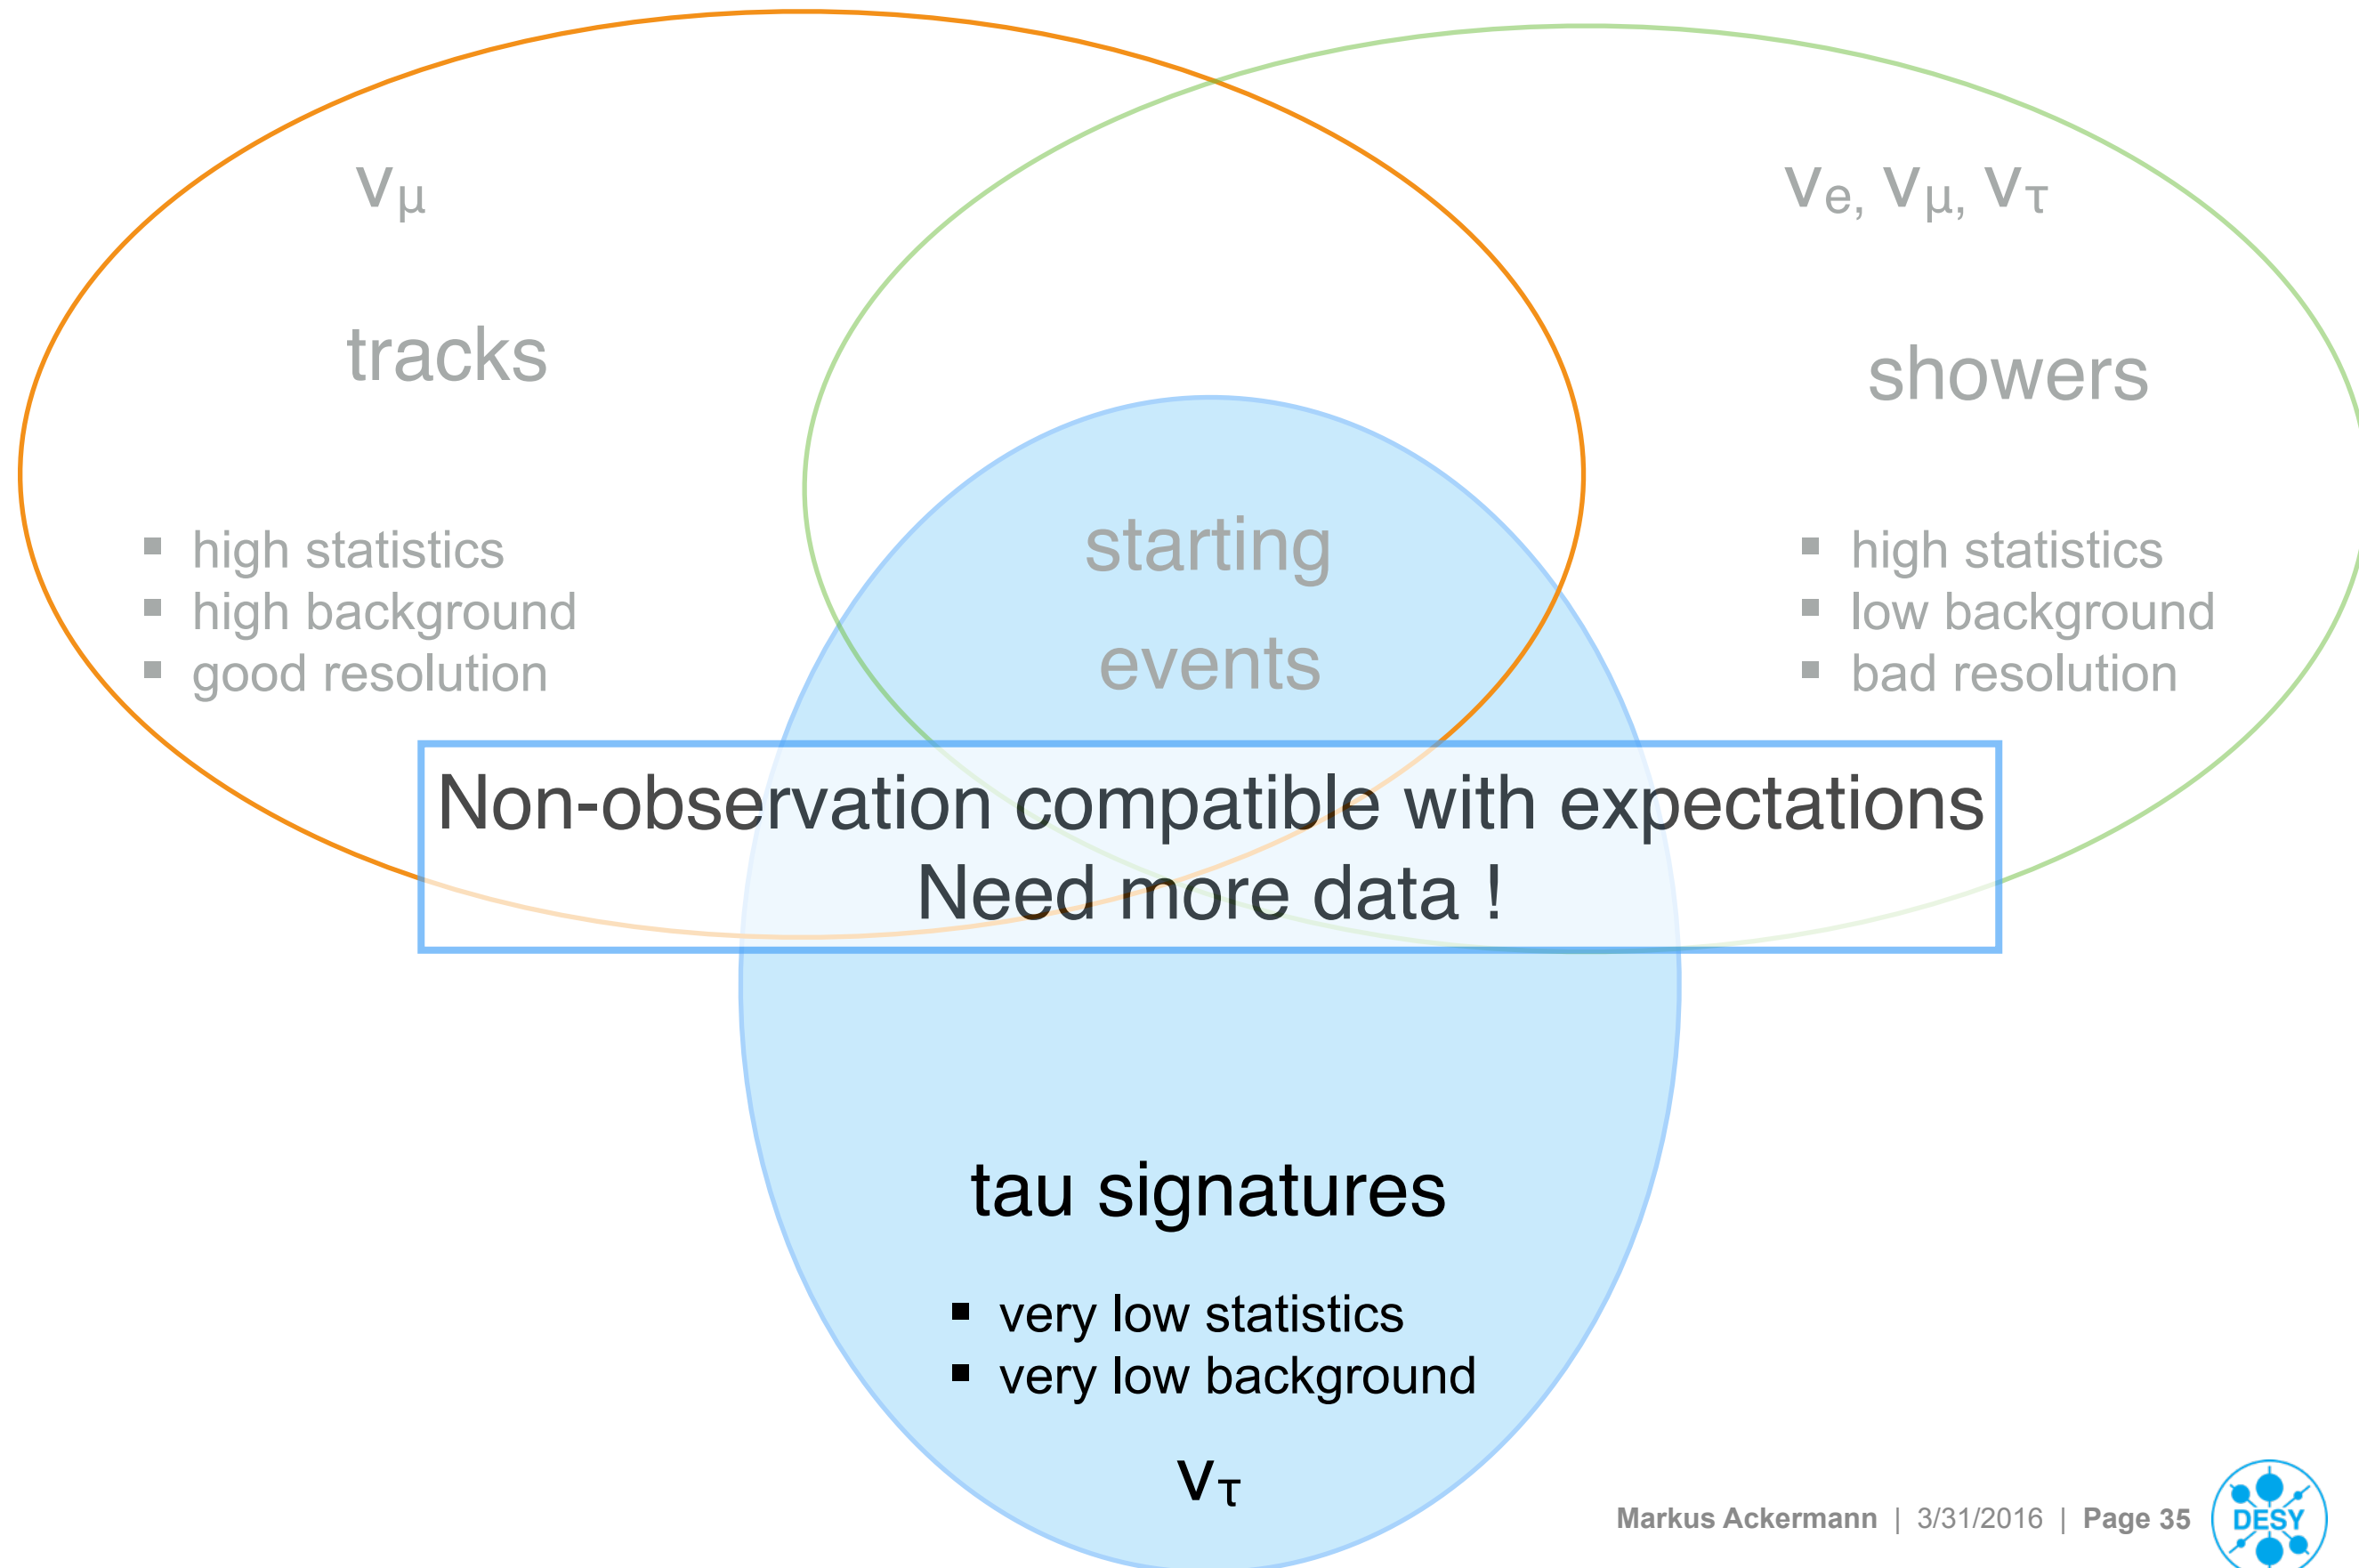 νμ
tracks
▪ high statistics
▪ high background
▪ good resolution
νe, νμ, ντ
showers
▪ high statistics
▪ low background
▪ bad resolution
starting
events
Non-observation compatible with expectations
Need more data !
tau signatures
▪ very low statistics
▪ very low background
ντ
Markus Ackermann | 3/31/2016 | Page 35
DESY